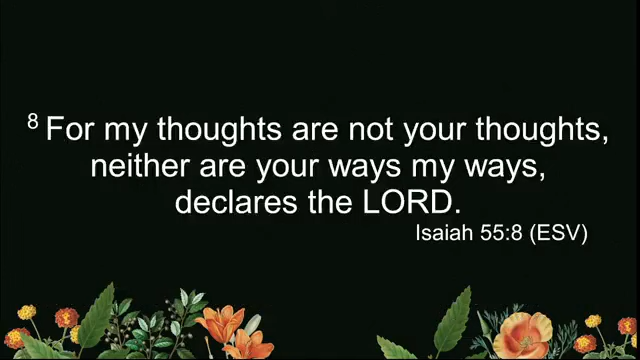 8 For my thoughts are not your thoughts,
neither are your ways my ways,
declares the LORD.
Isaiah 55:8 (ESV)